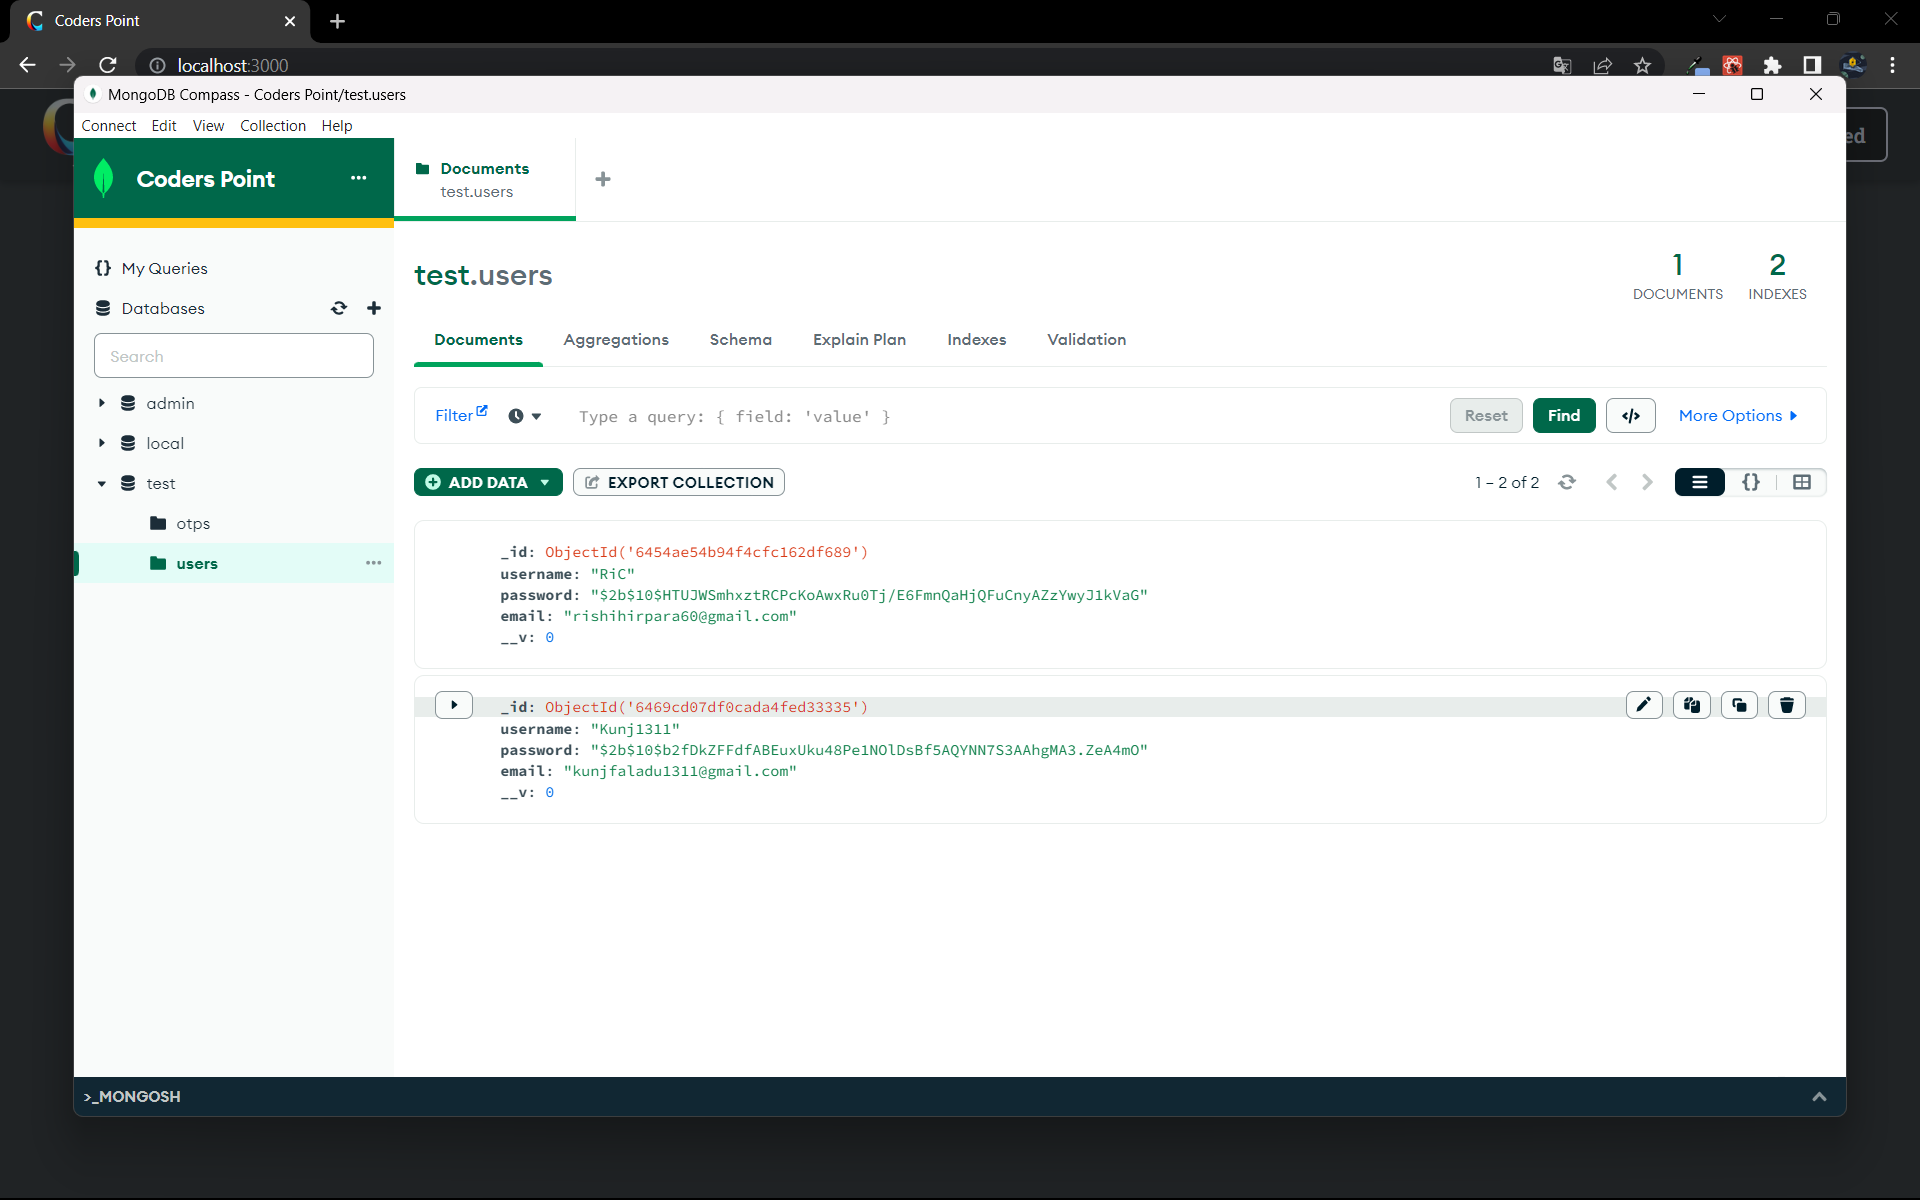 Coders Point
localhost:3000
ed
MongoDB Compass - Coders Point/test.users
Connect Edit View Collection Help
Coders Point
Documents
test.users
My Queries
Databases
Search
admin
local
test
otps
users
test.users
1
DOCUMENTS
2
INDEXES
Documents Aggregations Schema Explain Plan Indexes Validation
Filter
Type a query: { field: 'value' }
Reset
Find
</>
More Options
ADD DATA
EXPORT COLLECTION
1 – 2 of 2
{}
_id: ObjectId('6454ae54b94f4cfc162df689')
username: "RiC"
password: "$2b$10$HTUJWSmhxztRCPcKoAwxRu0Tj/E6FmnQaHjQFuCnyAZzYwyJ1kVaG"
email: "rishihirpara60@gmail.com"
__v: 0
_id: ObjectId('6469cd07df0cada4fed33335')
username: "Kunj1311"
password: "$2b$10$b2fDkZFFdfABEuxUku48Pe1NOlDsBf5AQYNN7S3AAhgMA3.ZeA4mO"
email: "kunjfaladu1311@gmail.com"
__v: 0
>_MONGOSH